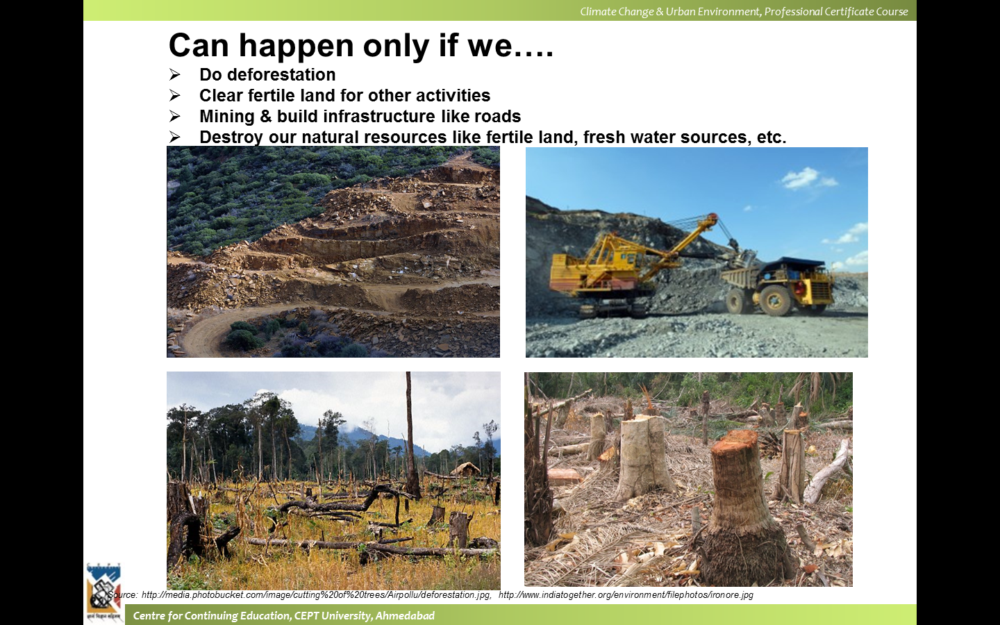 Climate Change & Urban Environment, Professional Certificate Course
Can happen only if we….
➢ Do deforestation
➢ Clear fertile land for other activities
➢ Mining & build infrastructure like roads
➢ Destroy our natural resources like fertile land, fresh water sources, etc.
Source: http://media.photobucket.com/image/cutting%20of%20trees/Airpollu/deforestation.jpg, http://www.indiatogether.org/environment/filephotos/ironore.jpg
Centre for Continuing Education, CEPT University, Ahmedabad